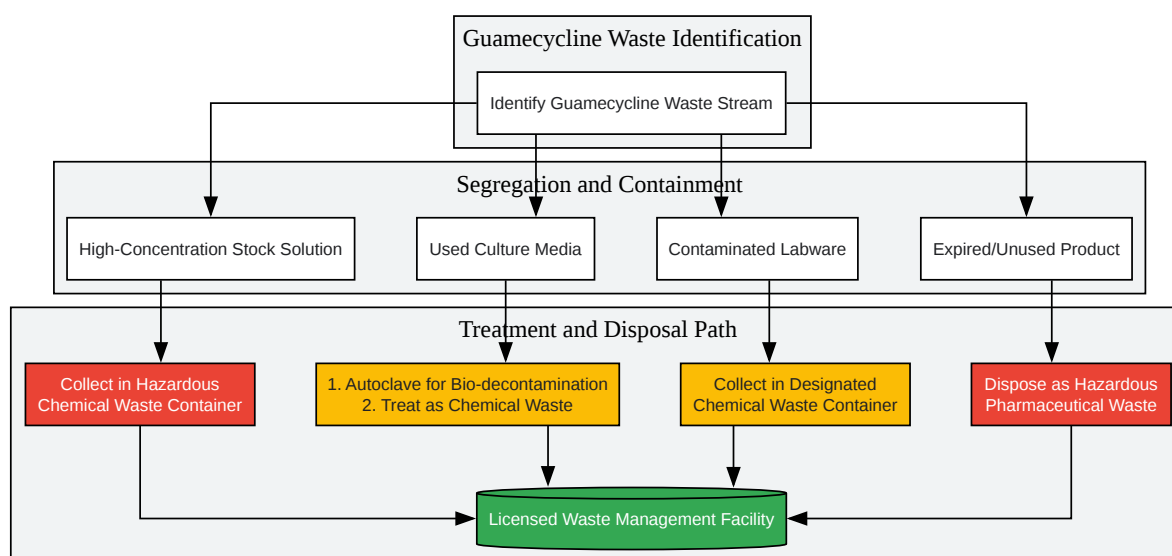 Guamecycline Waste Identification
Identify Guamecycline Waste Stream
Segregation and Containment
High-Concentration Stock Solution
Used Culture Media
Contaminated Labware
Expired/Unused Product
Treatment and Disposal Path
Collect in Hazardous
Chemical Waste Container
1. Autoclave for Bio-decontamination
2. Treat as Chemical Waste
Collect in Designated
Chemical Waste Container
Dispose as Hazardous
Pharmaceutical Waste
Licensed Waste Management Facility